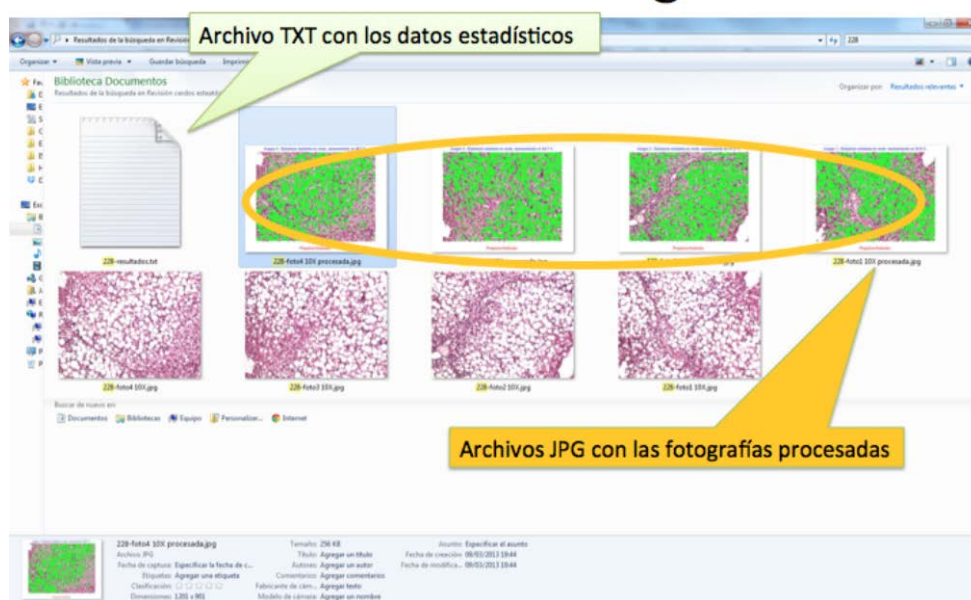 Archivo TXT con los datos estadísticos
Resultados de la búsqueda en
228
Organizar
Vista previa
Guardar búsqueda
Biblioteca Documentos
Organizar por: Resultados relevantes
228-resultados.txt
228-foto4 10X procesada.jpg
228-foto1 10X procesada.jpg
228-foto4 10X.jpg
228-foto3 10X.jpg
228-foto2 10X.jpg
228-foto1 10X.jpg
Buscar de nuevo en:
Documentos
Bibliotecas
Equipo
Personalizar...
Internet
Archivos JPG con las fotografías procesadas
228-foto4 10X procesada.jpg
Tamaño: 256 KB
Asunto: Especificar el asunto
Archivo JPG
Título: Agregar un título
Fecha de creación: 09/03/2013 19:44
Fecha de captura: Especificar la fecha de c...
Autores: Agregar un autor
Fecha de modifica... 09/03/2013 19:44
Etiquetas: Agregar una etiqueta
Comentarios: Agregar comentarios
Clasificación:
Fabricante de cám... Agregar texto
Dimensiones: 1201 x 901
Modelo de cámara: Agregar un nombre